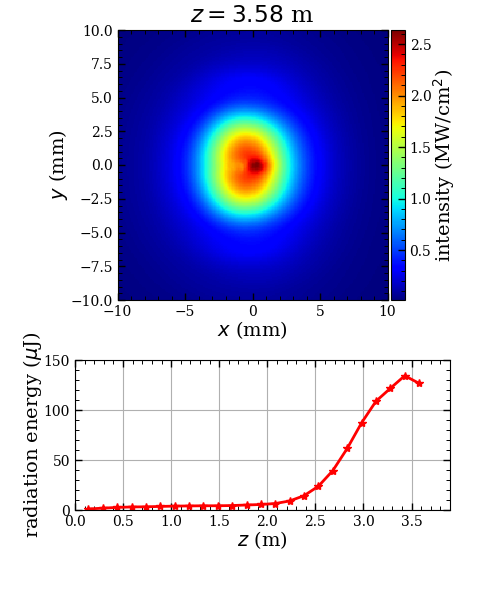 z = 3.58 m
10.0
7.5
5.0
2.5
0.0
−2.5
−5.0
−7.5
−10.0
y (mm)
−10 −5 0 5 10
x (mm)
2.5
2.0
1.5
1.0
0.5
intensity (MW/cm²)
150
100
50
0
radiation energy (μJ)
0.0 0.5 1.0 1.5 2.0 2.5 3.0 3.5
z (m)